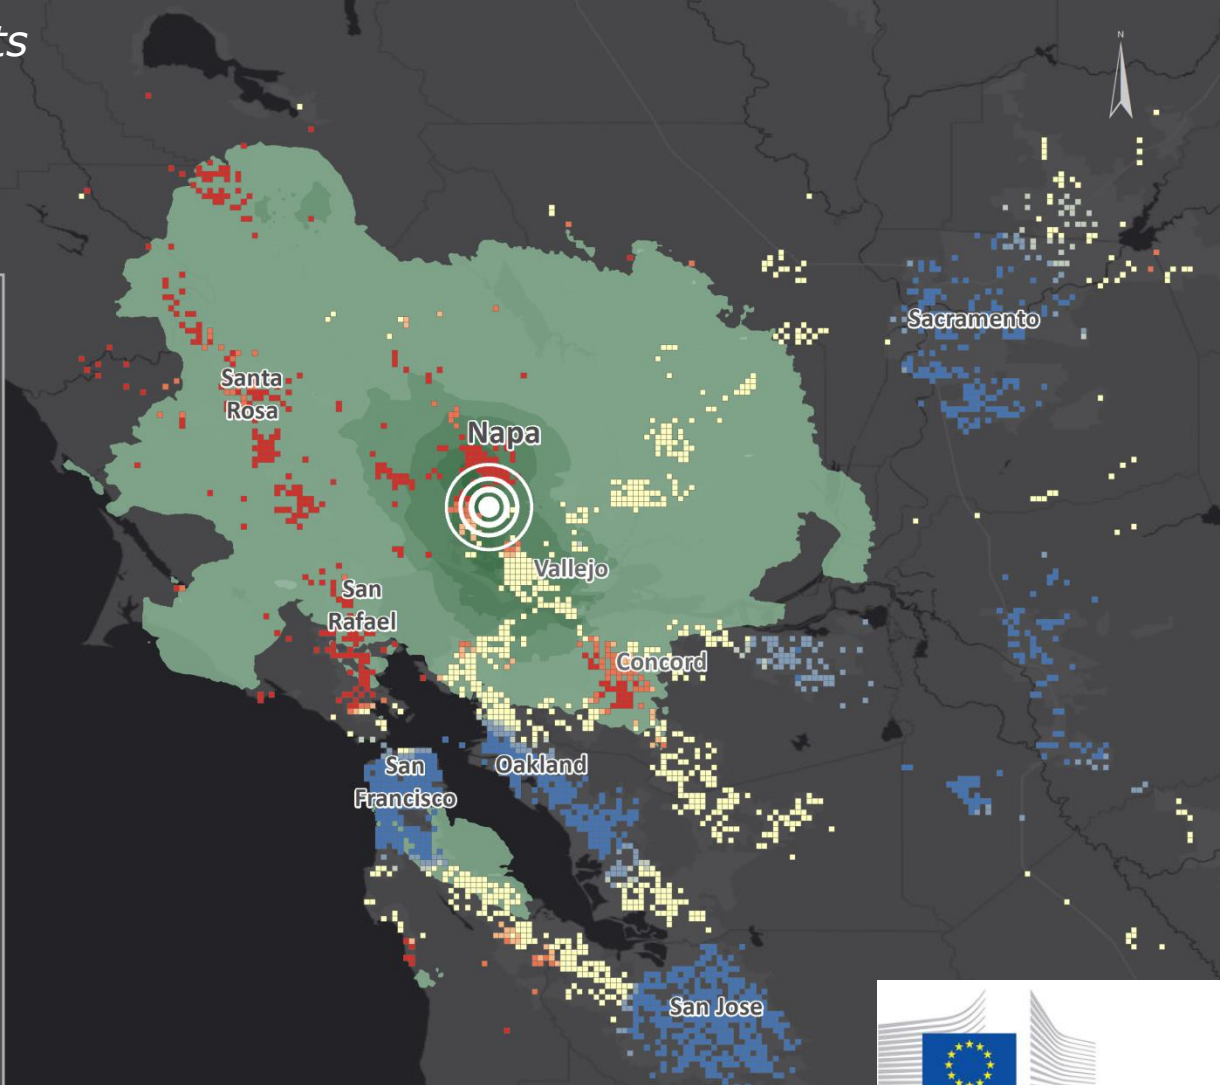 ts
N
Sacramento
Santa
Rosa
Napa
Vallejo
San
Rafael
Concord
Oakland
San
Francisco
San Jose